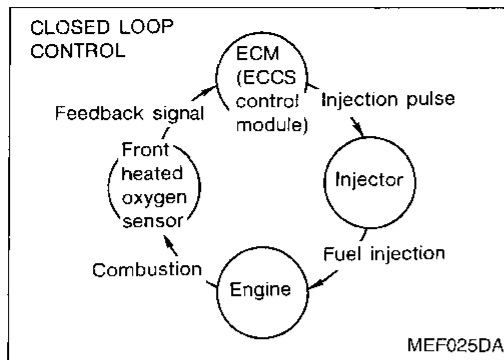 CLOSED LOOP
CONTROL
ECM
(ECCS
control
module)
Injection pulse
Injector
Fuel injection
Engine
Combustion
Front
heated
oxygen
sensor
Feedback signal
MEF025DA